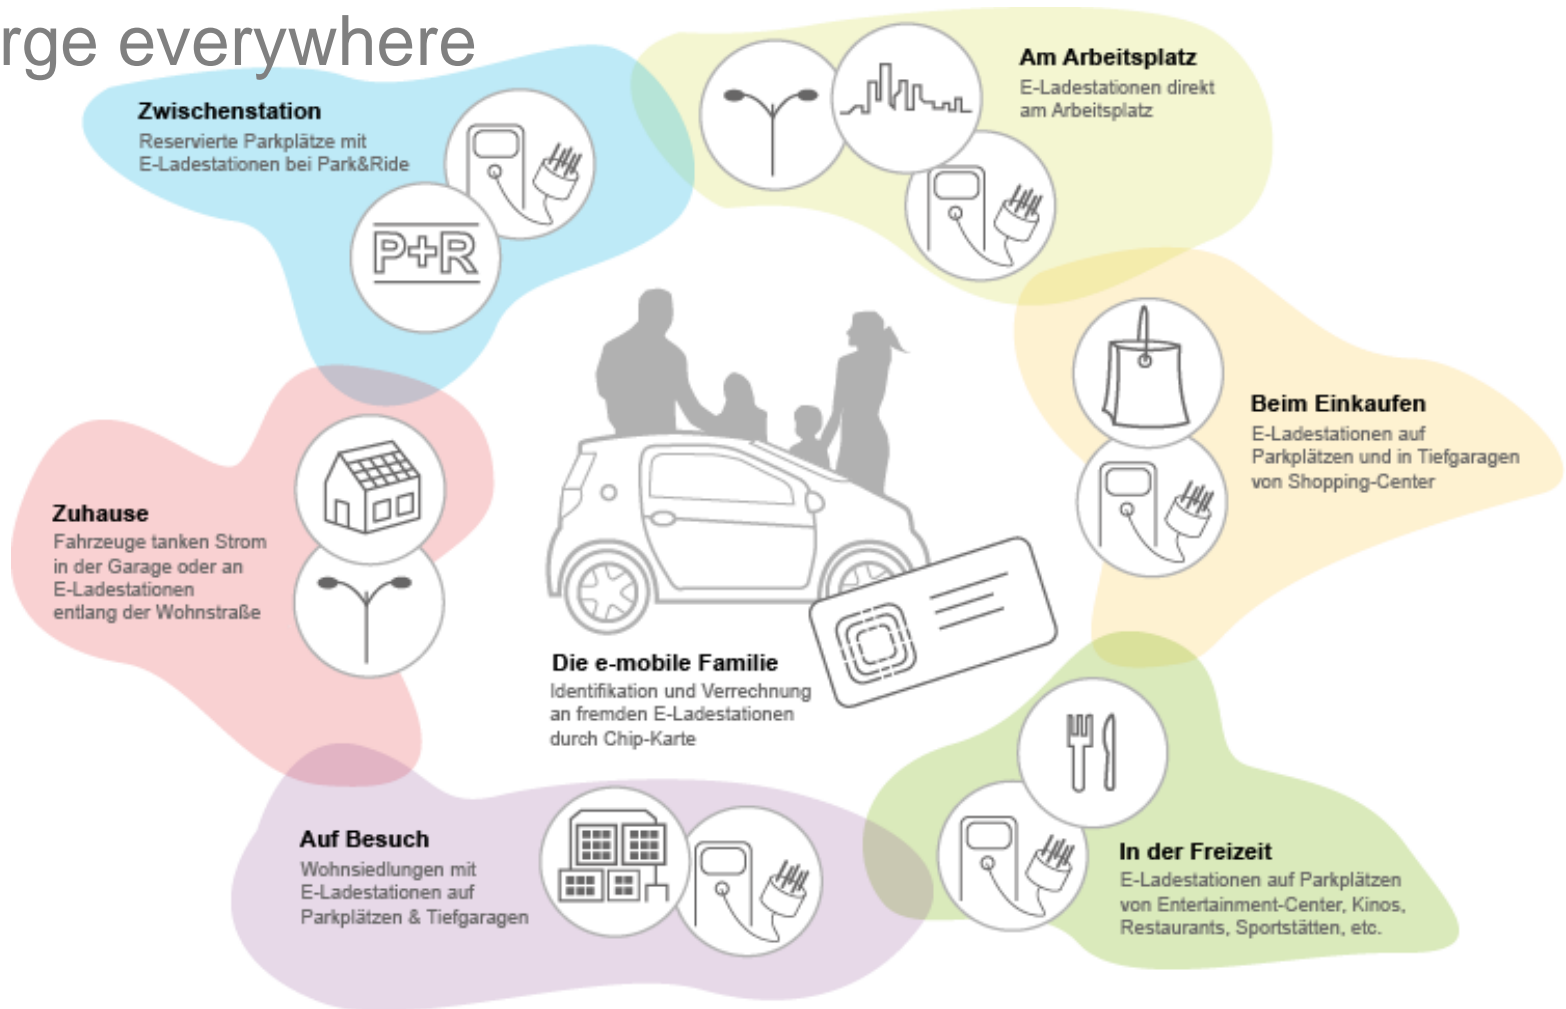 rge everywhere
Zwischenstation
Reservierte Parkplätze mit
E-Ladestationen bei Park&Ride
P+R
Am Arbeitsplatz
E-Ladestationen direkt
am Arbeitsplatz
Beim Einkaufen
E-Ladestationen auf
Parkplätzen und in Tiefgaragen
von Shopping-Center
Zuhause
Fahrzeuge tanken Strom
in der Garage oder an
E-Ladestationen
entlang der Wohnstraße
Die e-mobile Familie
Identifikation und Verrechnung
an fremden E-Ladestationen
durch Chip-Karte
Auf Besuch
Wohnsiedlungen mit
E-Ladestationen auf
Parkplätzen & Tiefgaragen
In der Freizeit
E-Ladestationen auf Parkplätzen
von Entertainment-Center, Kinos,
Restaurants, Sportstätten, etc.